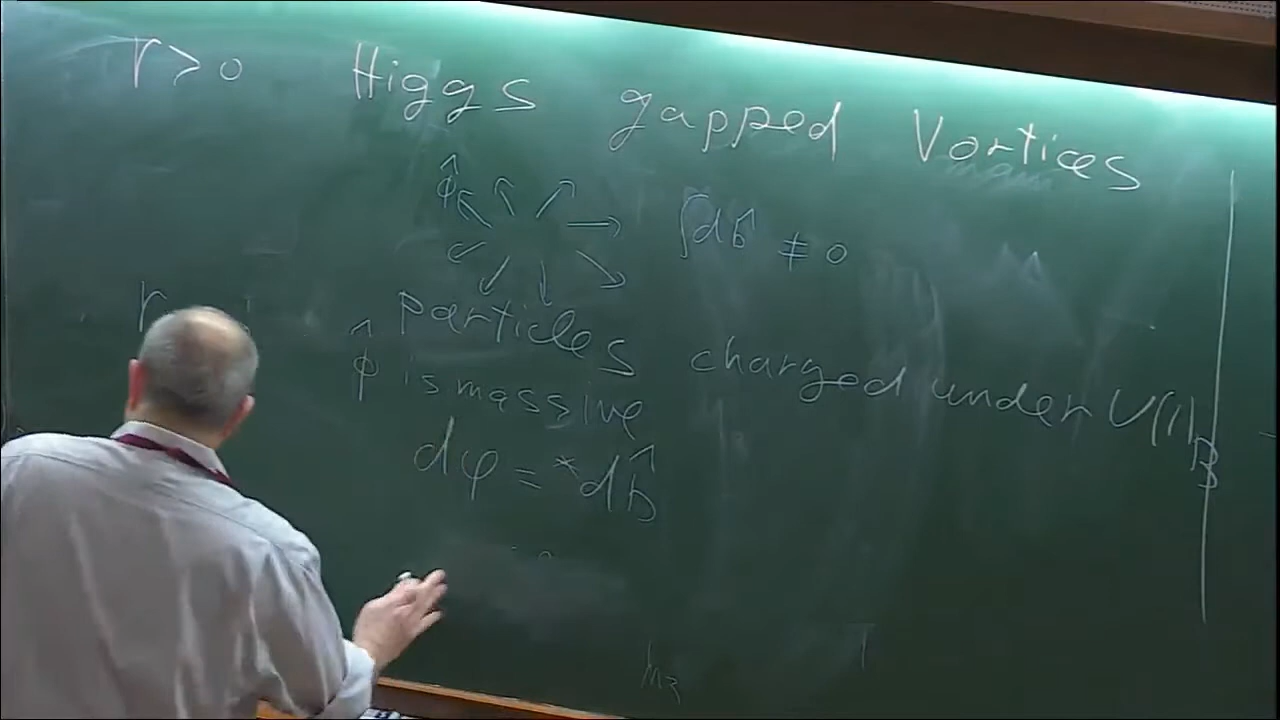 r > 0 Higgs gapped Vortices
ϕ̂ ∫db̂ ≠ 0
r particles charged under U(1)_B
ϕ̂ is massive
dφ = *db̂